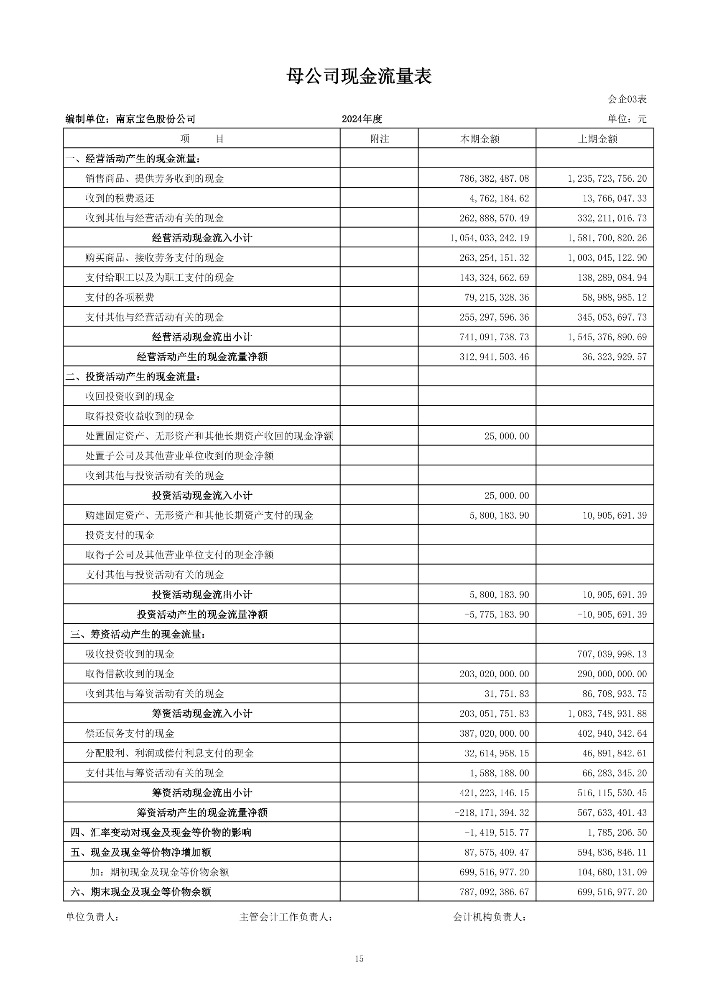 母公司现金流量表
会企03表
编制单位：南京宝色股份公司 2024年度 单位：元
项 目 附注 本期金额 上期金额
一、经营活动产生的现金流量：
销售商品、提供劳务收到的现金 786,382,487.08 1,235,723,756.20
收到的税费返还 4,762,184.62 13,766,047.33
收到其他与经营活动有关的现金 262,888,570.49 332,211,016.73
经营活动现金流入小计 1,054,033,242.19 1,581,700,820.26
购买商品、接收劳务支付的现金 263,254,151.32 1,003,045,122.90
支付给职工以及为职工支付的现金 143,324,662.69 138,289,084.94
支付的各项税费 79,215,328.36 58,988,985.12
支付其他与经营活动有关的现金 255,297,596.36 345,053,697.73
经营活动现金流出小计 741,091,738.73 1,545,376,890.69
经营活动产生的现金流量净额 312,941,503.46 36,323,929.57
二、投资活动产生的现金流量：
收回投资收到的现金
取得投资收益收到的现金
处置固定资产、无形资产和其他长期资产收回的现金净额 25,000.00
处置子公司及其他营业单位收到的现金净额
收到其他与投资活动有关的现金
投资活动现金流入小计 25,000.00
购建固定资产、无形资产和其他长期资产支付的现金 5,800,183.90 10,905,691.39
投资支付的现金
取得子公司及其他营业单位支付的现金净额
支付其他与投资活动有关的现金
投资活动现金流出小计 5,800,183.90 10,905,691.39
投资活动产生的现金流量净额 -5,775,183.90 -10,905,691.39
三、筹资活动产生的现金流量：
吸收投资收到的现金 707,039,998.13
取得借款收到的现金 203,020,000.00 290,000,000.00
收到其他与筹资活动有关的现金 31,751.83 86,708,933.75
筹资活动现金流入小计 203,051,751.83 1,083,748,931.88
偿还债务支付的现金 387,020,000.00 402,940,342.64
分配股利、利润或偿付利息支付的现金 32,614,958.15 46,891,842.61
支付其他与筹资活动有关的现金 1,588,188.00 66,283,345.20
筹资活动现金流出小计 421,223,146.15 516,115,530.45
筹资活动产生的现金流量净额 -218,171,394.32 567,633,401.43
四、汇率变动对现金及现金等价物的影响 -1,419,515.77 1,785,206.50
五、现金及现金等价物净增加额 87,575,409.47 594,836,846.11
加：期初现金及现金等价物余额 699,516,977.20 104,680,131.09
六、期末现金及现金等价物余额 787,092,386.67 699,516,977.20
单位负责人： 主管会计工作负责人： 会计机构负责人：
15